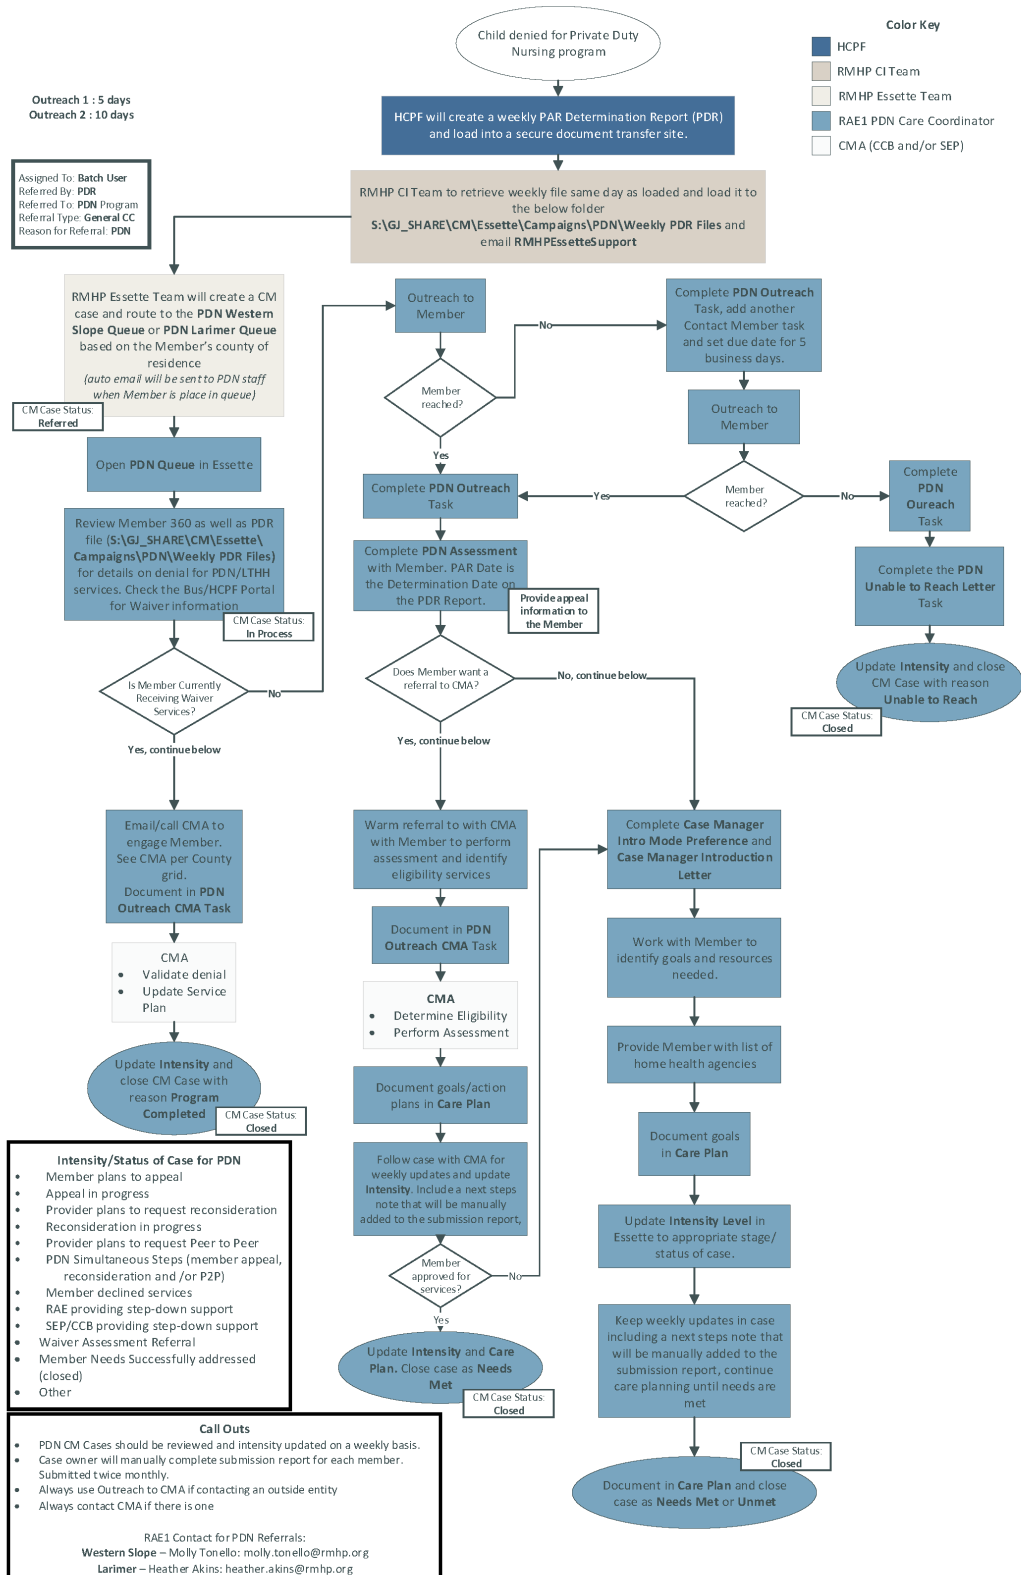 Child denied for Private Duty
Nursing program
Color Key
HCPF
RMHP CI Team
RMHP Essette Team
RAE1 PDN Care Coordinator
CMA (CCB and/or SEP)
Outreach 1 : 5 days
Outreach 2 : 10 days
HCPF will create a weekly PAR Determination Report (PDR)
and load into a secure document transfer site.
Assigned To: Batch User
Referred By: PDR
Referred To: PDN Program
Referral Type: General CC
Reason for Referral: PDN
RMHP CI Team to retrieve weekly file same day as loaded and load it to
the below folder
S:\GJ_SHARE\CM\Essette\Campaigns\PDN\Weekly PDR Files and
email RMHPEssetteSupport
RMHP Essette Team will create a CM
case and route to the PDN Western
Slope Queue or PDN Larimer Queue
based on the Member's county of
residence
(auto email will be sent to PDN staff
when Member is place in queue)
CM Case Status:
Referred
Open PDN Queue in Essette
Review Member 360 as well as PDR
file (S:\GJ_SHARE\CM\Essette\
Campaigns\PDN\Weekly PDR Files)
for details on denial for PDN/LTHH
services. Check the Bus/HCPF Portal
for Waiver information
CM Case Status:
In Process
Is Member Currently
Receiving Waiver
Services?
No
Yes, continue below
Email/call CMA to
engage Member.
See CMA per County
grid.
Document in PDN
Outreach CMA Task
CMA
• Validate denial
• Update Service
Plan
Update Intensity and
close CM Case with
reason Program
Completed
CM Case Status:
Closed
Outreach to
Member
Member
reached?
No
Yes
Complete PDN Outreach
Task, add another
Contact Member task
and set due date for 5
business days.
Outreach to
Member
Member
reached?
Yes
No
Complete
PDN
Oureach
Task
Complete the PDN
Unable to Reach Letter
Task
Update Intensity and close
CM Case with reason
Unable to Reach
CM Case Status:
Closed
Complete PDN Outreach
Task
Complete PDN Assessment
with Member. PAR Date is
the Determination Date on
the PDR Report.
Provide appeal
information to
the Member
Does Member want a
referral to CMA?
No, continue below
Yes, continue below
Warm referral to with CMA
with Member to perform
assessment and identify
eligibility services
Document in PDN
Outreach CMA Task
CMA
• Determine Eligibility
• Perform Assessment
Document goals/action
plans in Care Plan
Follow case with CMA for
weekly updates and update
Intensity. Include a next steps
note that will be manually
added to the submission report,
Member
approved for
services?
No
Yes
Update Intensity and Care
Plan. Close case as Needs
Met
CM Case Status:
Closed
Complete Case Manager
Intro Mode Preference and
Case Manager Introduction
Letter
Work with Member to
identify goals and resources
needed.
Provide Member with list of
home health agencies
Document goals
in Care Plan
Update Intensity Level in
Essette to appropriate stage/
status of case.
Keep weekly updates in case
including a next steps note that
will be manually added to the
submission report, continue
care planning until needs are
met
CM Case Status:
Closed
Document in Care Plan and close
case as Needs Met or Unmet
Intensity/Status of Case for PDN
• Member plans to appeal
• Appeal in progress
• Provider plans to request reconsideration
• Reconsideration in progress
• Provider plans to request Peer to Peer
• PDN Simultaneous Steps (member appeal,
reconsideration and /or P2P)
• Member declined services
• RAE providing step-down support
• SEP/CCB providing step-down support
• Waiver Assessment Referral
• Member Needs Successfully addressed
(closed)
• Other
Call Outs
• PDN CM Cases should be reviewed and intensity updated on a weekly basis.
• Case owner will manually complete submission report for each member.
Submitted twice monthly.
• Always use Outreach to CMA if contacting an outside entity
• Always contact CMA if there is one
RAE1 Contact for PDN Referrals:
Western Slope – Molly Tonello: molly.tonello@rmhp.org
Larimer – Heather Akins: heather.akins@rmhp.org